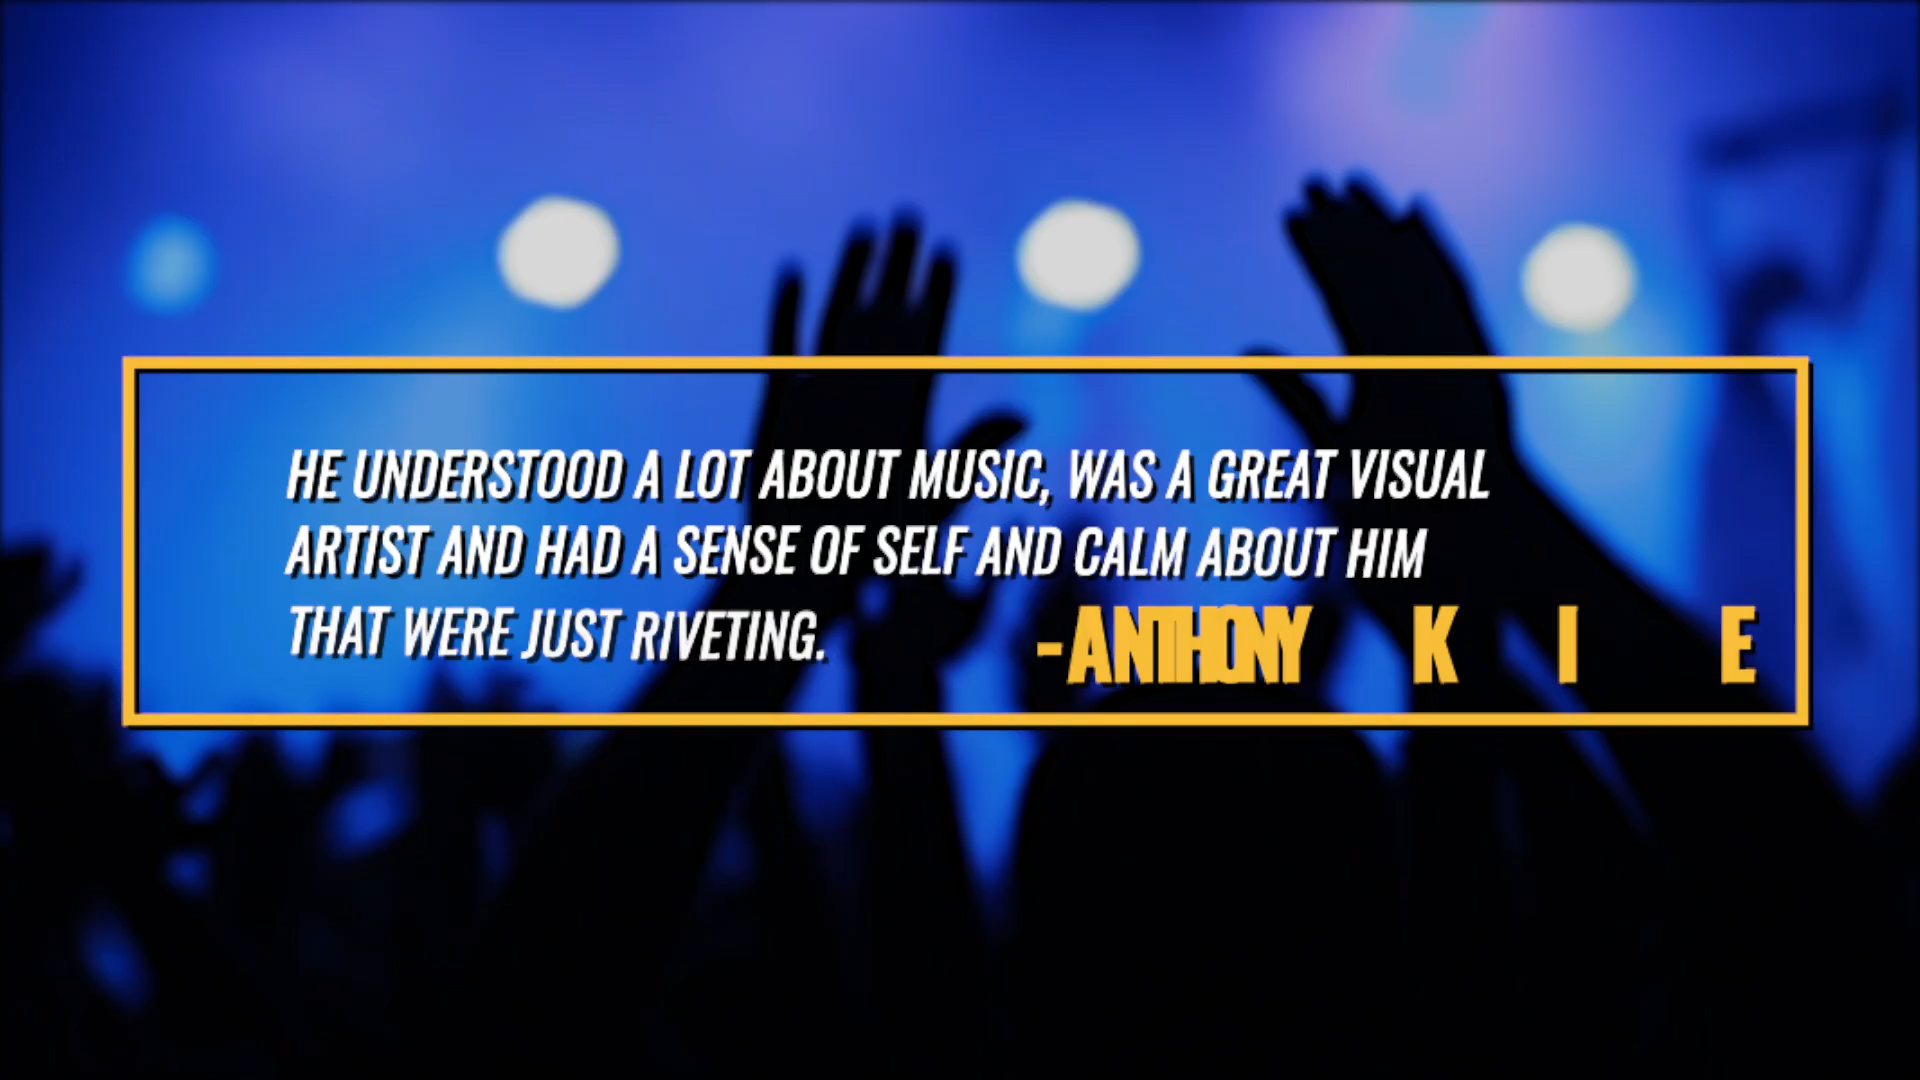 HE UNDERSTOOD A LOT ABOUT MUSIC, WAS A GREAT VISUAL
ARTIST AND HAD A SENSE OF SELF AND CALM ABOUT HIM
THAT WERE JUST RIVETING. -ANTHONY K I E